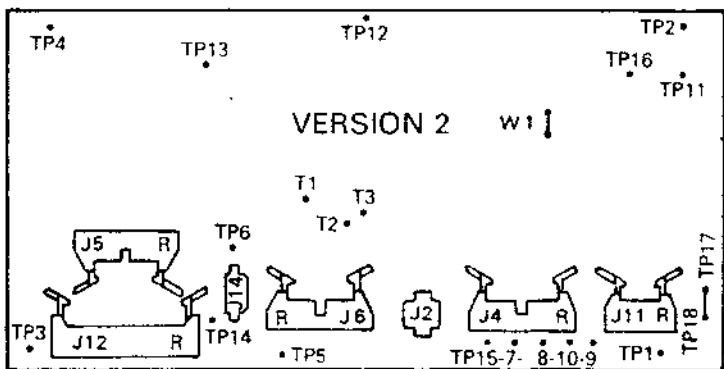 TP4
TP12
TP2
TP13
TP16
TP11
VERSION 2
W1
T1
T3
T2
TP6
TP17
J5 R
J14
R J6
J2
J4 R
J11 R
TP3
J12 R
TP14
TP5
TP15-7- 8-10-9
TP1
TP18